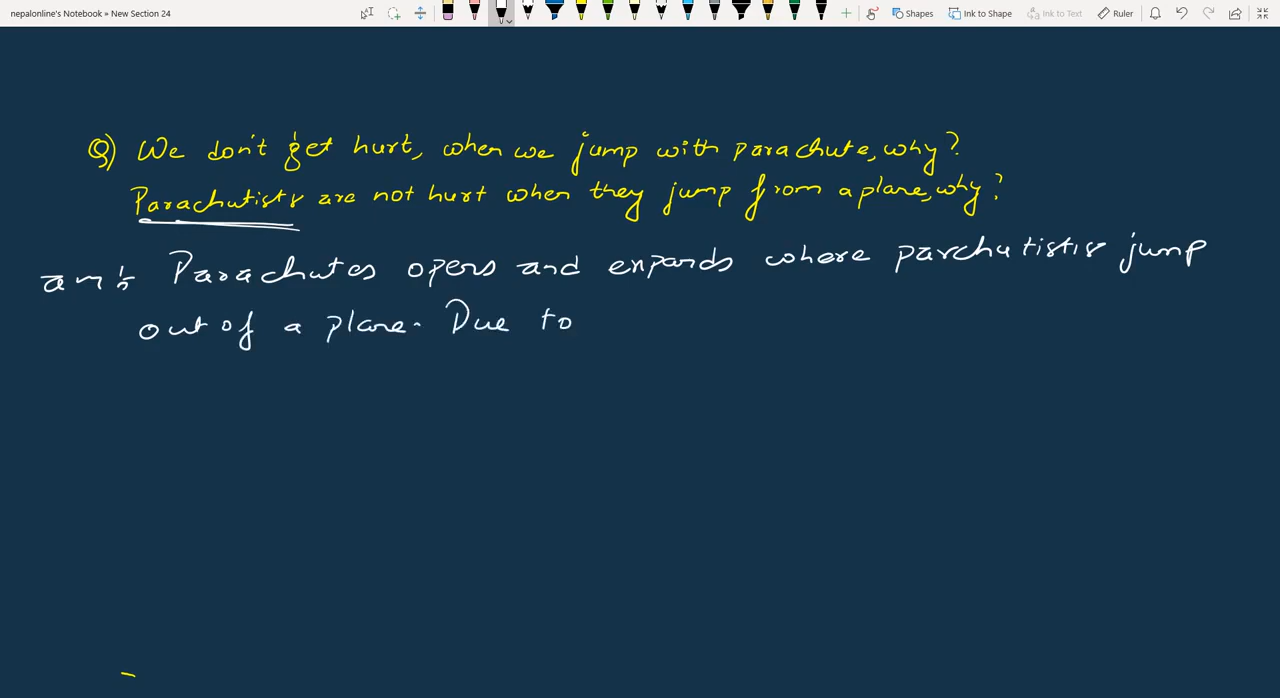 nepalonline's Notebook » New Section 24
Shapes Ink to Shape Ink to Text Ruler
Q) We don't get hurt, when we jump with parachute, why?
Parachutists are not hurt when they jump from a plane, why?
ans: Parachutes opens and expands where parchutistis jump
out of a plane. Due to